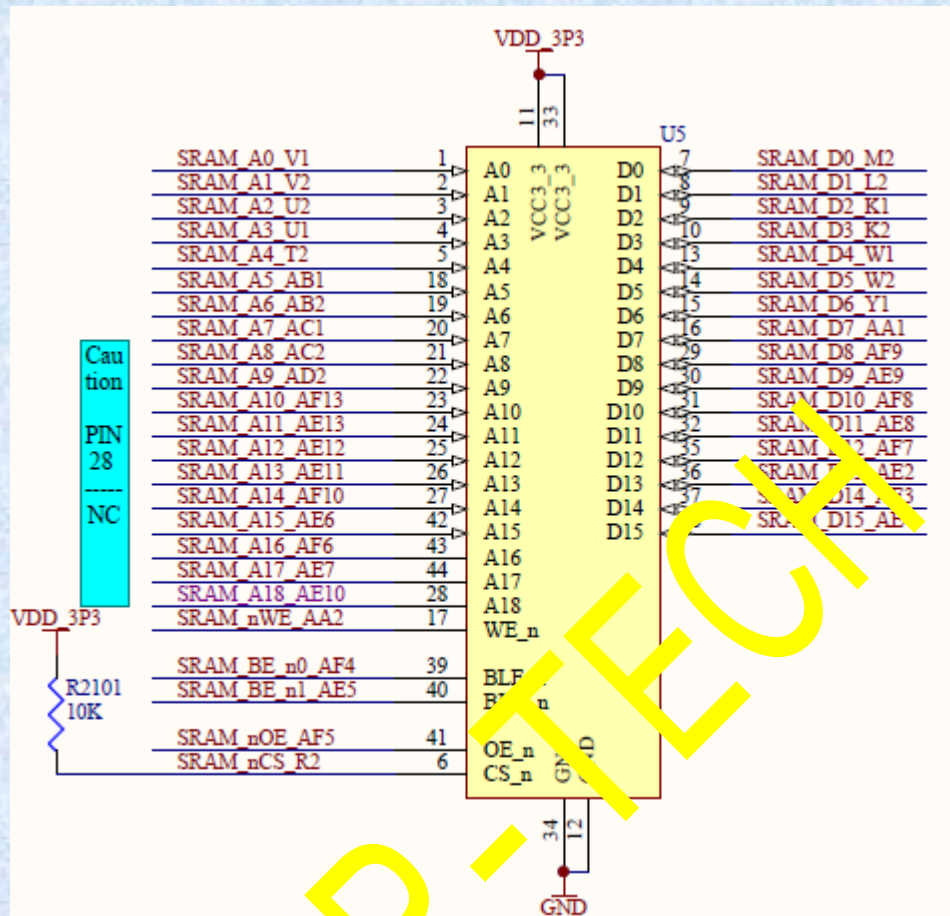 VDD_3P3
11 33
U5
SRAM_A0_V1 1 A0 VCC3_3 VCC3_3 D0 7 SRAM_D0_M2
SRAM_A1_V2 2 A1 D1 8 SRAM_D1_L2
SRAM_A2_U2 3 A2 D2 9 SRAM_D2_K1
SRAM_A3_U1 4 A3 D3 10 SRAM_D3_K2
SRAM_A4_T2 5 A4 D4 13 SRAM_D4_W1
SRAM_A5_AB1 18 A5 D5 14 SRAM_D5_W2
SRAM_A6_AB2 19 A6 D6 15 SRAM_D6_Y1
SRAM_A7_AC1 20 A7 D7 16 SRAM_D7_AA1
SRAM_A8_AC2 21 A8 D8 29 SRAM_D8_AF9
SRAM_A9_AD2 22 A9 D9 30 SRAM_D9_AE9
SRAM_A10_AF13 23 A10 D10 31 SRAM_D10_AF8
SRAM_A11_AE13 24 A11 D11 32 SRAM_D11_AE8
SRAM_A12_AE12 25 A12 D12 35
SRAM_A13_AE11 26 A13 D13 36
SRAM_A14_AF10 27 A14 D14 37
SRAM_A15_AE6 42 A15 D15
SRAM_A16_AF6 43 A16
SRAM_A17_AE7 44 A17
SRAM_A18_AE10 28 A18
SRAM_nWE_AA2 17 WE_n
Cau
tion
PIN
28
-----
NC
VDD_3P3
R2101
10K
SRAM_BE_n0_AF4 39
SRAM_BE_n1_AE5 40
SRAM_nOE_AF5 41 OE_n
SRAM_nCS_R2 6 CS_n
34 12
GND
P-TECH